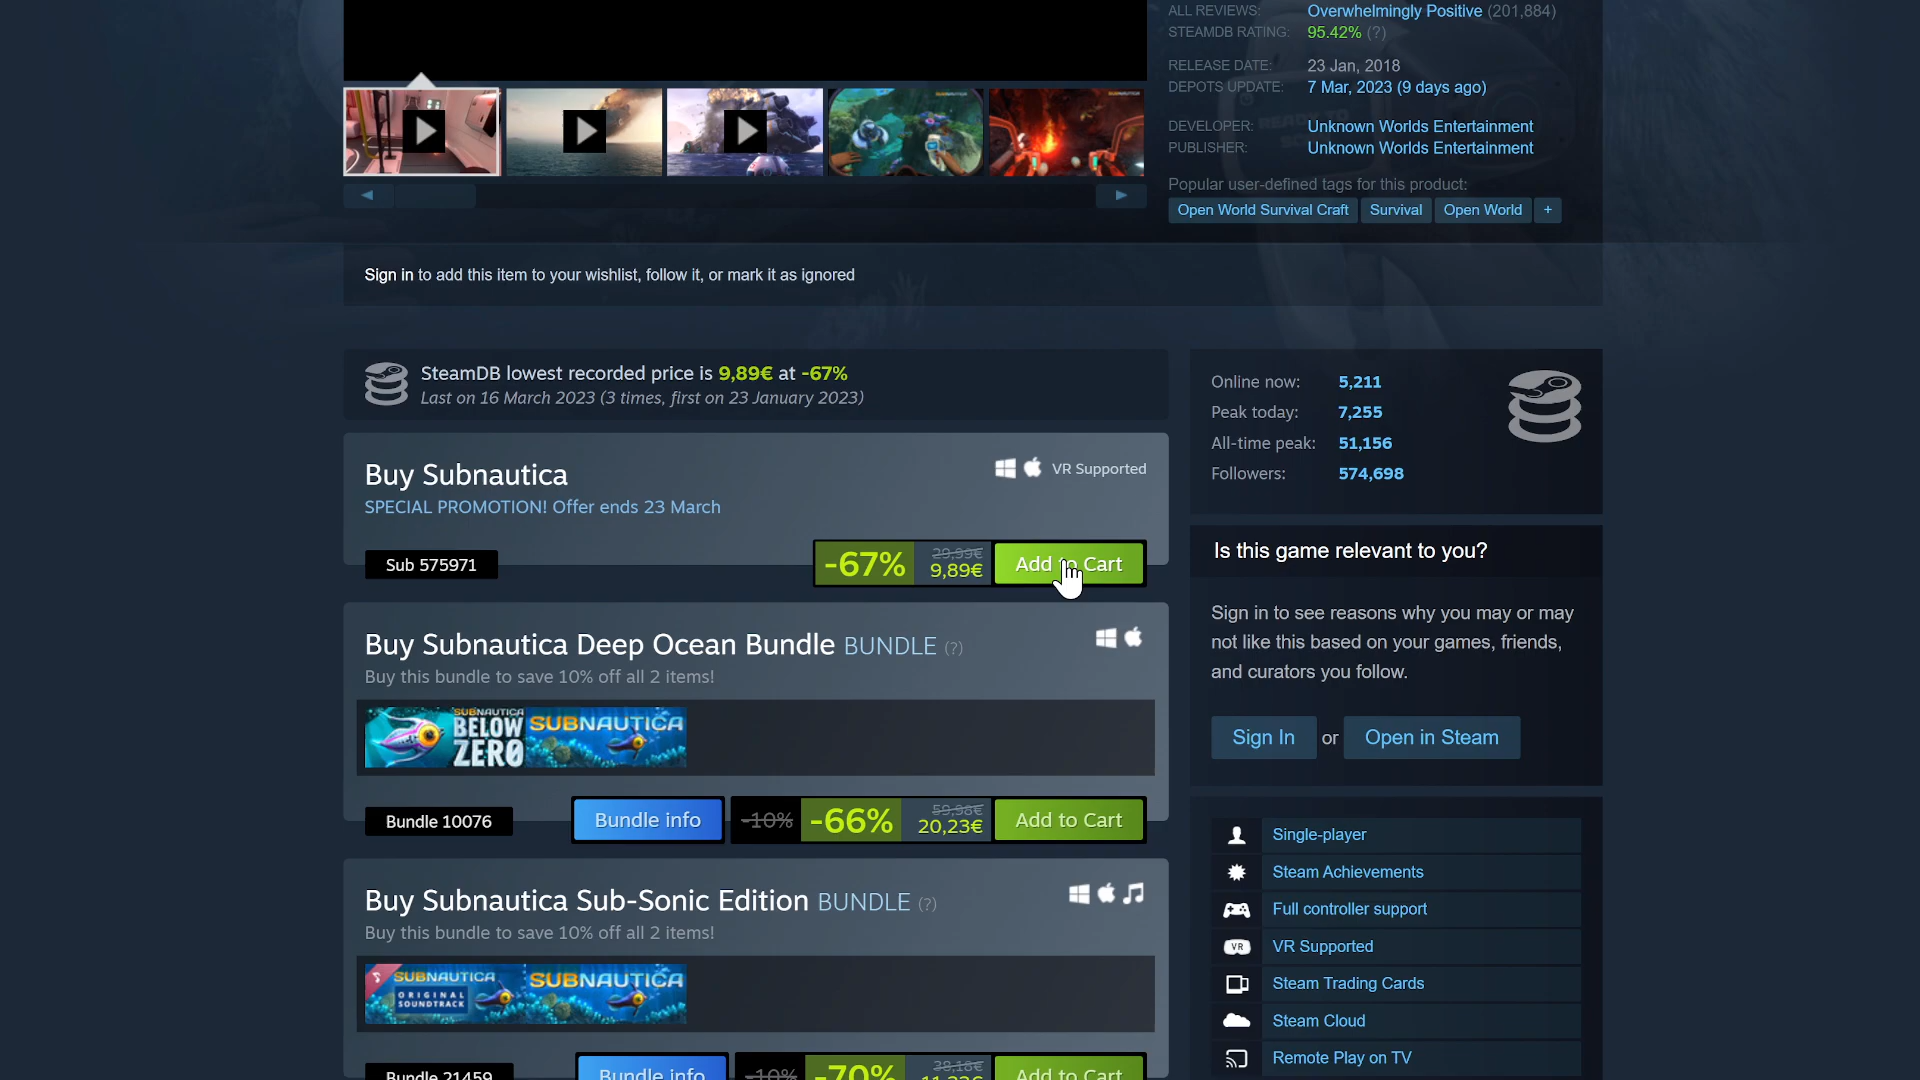 ALL REVIEWS: Overwhelmingly Positive (201,884)
STEAMDB RATING: 95.42% (?)
RELEASE DATE: 23 Jan, 2018
DEPOTS UPDATE: 7 Mar, 2023 (9 days ago)
DEVELOPER: Unknown Worlds Entertainment
PUBLISHER: Unknown Worlds Entertainment
Popular user-defined tags for this product:
Open World Survival Craft Survival Open World +
Sign in to add this item to your wishlist, follow it, or mark it as ignored
SteamDB lowest recorded price is 9,89€ at -67%
Last on 16 March 2023 (3 times, first on 23 January 2023)
Buy Subnautica
VR Supported
SPECIAL PROMOTION! Offer ends 23 March
Sub 575971
-67% 29,99€ 9,89€ Add to Cart
Buy Subnautica Deep Ocean Bundle BUNDLE (?)
Buy this bundle to save 10% off all 2 items!
SUBNAUTICA BELOW ZERO
SUBNAUTICA
Bundle 10076
Bundle info
-10% -66% 59,98€ 20,23€ Add to Cart
Buy Subnautica Sub-Sonic Edition BUNDLE (?)
Buy this bundle to save 10% off all 2 items!
SUBNAUTICA ORIGINAL SOUNDTRACK
SUBNAUTICA
Bundle 21459
Bundle info
-10% -70% 38,18€ Add to Cart
Online now: 5,211
Peak today: 7,255
All-time peak: 51,156
Followers: 574,698
Is this game relevant to you?
Sign in to see reasons why you may or may
not like this based on your games, friends,
and curators you follow.
Sign In or Open in Steam
Single-player
Steam Achievements
Full controller support
VR VR Supported
Steam Trading Cards
Steam Cloud
Remote Play on TV